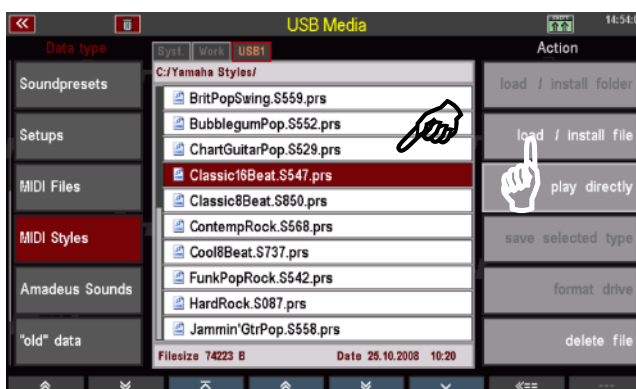 USB Media
14:54:
Data type
Syst. Work USB1
Action
C:/Yamaha Styles/
Soundpresets
Setups
MIDI Files
MIDI Styles
Amadeus Sounds
"old" data
BritPopSwing.S559.prs
BubblegumPop.S552.prs
ChartGuitarPop.S529.prs
Classic16Beat.S547.prs
Classic8Beat.S850.prs
ContempRock.S568.prs
Cool8Beat.S737.prs
FunkPopRock.S542.prs
HardRock.S087.prs
Jammin'GtrPop.S558.prs
Filesize 74223 B Date 25.10.2008 10:20
load / install folder
load / install file
play directly
save selected type
format drive
delete file